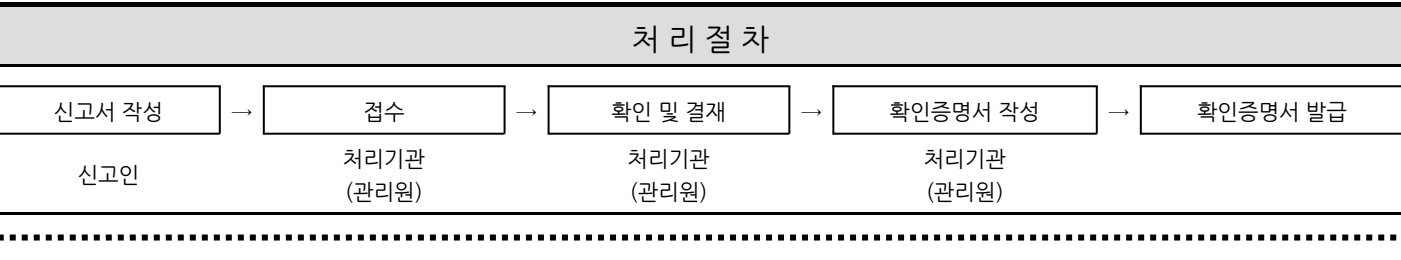 처 리 절 차
신고서 작성 → 접수 → 확인 및 결재 → 확인증명서 작성 → 확인증명서 발급
신고인 처리기관 처리기관 처리기관
(관리원) (관리원) (관리원)